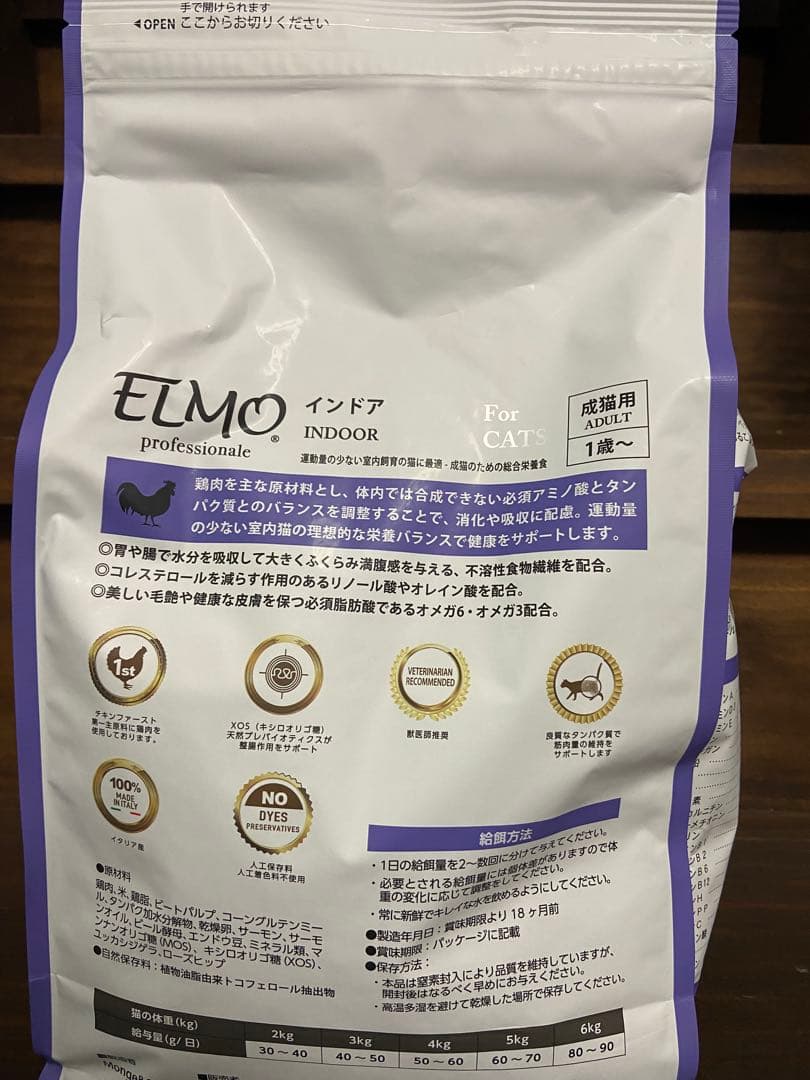 手で開けられます
◀OPEN ここからお切りください
ELMO®
professionale
インドア
INDOOR
For
CATS
成猫用
ADULT
1歳〜
運動量の少ない室内飼育の猫に最適 - 成猫のための総合栄養食
鶏肉を主な原材料とし、体内では合成できない必須アミノ酸とタン
パク質とのバランスを調整することで、消化や吸収に配慮。運動量
の少ない室内猫の理想的な栄養バランスで健康をサポートします。
◎胃や腸で水分を吸収して大きくふくらみ満腹感を与える、不溶性食物繊維を配合。
◎コレステロールを減らす作用のあるリノール酸やオレイン酸を配合。
◎美しい毛艶や健康な皮膚を保つ必須脂肪酸であるオメガ6・オメガ3配合。
1st
チキンファースト
第一主原料に鶏肉を
使用しております。
XOS（キシロオリゴ糖）
天然プレバイオティクスが
整腸作用をサポート
VETERINARIAN
RECOMMENDED
獣医師推奨
良質なタンパク質で
筋肉量の維持を
サポートします
100%
MADE
IN ITALY
イタリア産
NO
DYES
PRESERVATIVES
人工保存料
人工着色料不使用
●原材料
鶏肉、米、鶏脂、ビートパルプ、コーングルテンミー
ル、タンパク加水分解物、乾燥卵、サーモン、サーモ
ンオイル、ビール酵母、エンドウ豆、ミネラル類、マ
ンナンオリゴ糖（MOS）、キシロオリゴ糖（XOS）、
ユッカシジゲラ、ローズヒップ
●自然保存料：植物油脂由来トコフェロール抽出物
給餌方法
・1日の給餌量を2〜数回に分けて与えてください。
・必要とされる給餌量には個体差がありますので体
重の変化に応じて調整をしてください。
・常に新鮮でキレイな水を飲めるようにしてください。
●製造年月日：賞味期限より18ヶ月前
●賞味期限：パッケージに記載
●保存方法：
・本品は窒素封入により品質を維持していますが、
開封後はなるべく早めにお与えください。
・高温多湿を避けて乾燥した場所で保存してください。
猫の体重(kg) 2kg 3kg 4kg 5kg 6kg
給与量(g/日) 30〜40 40〜50 50〜60 60〜70 80〜90